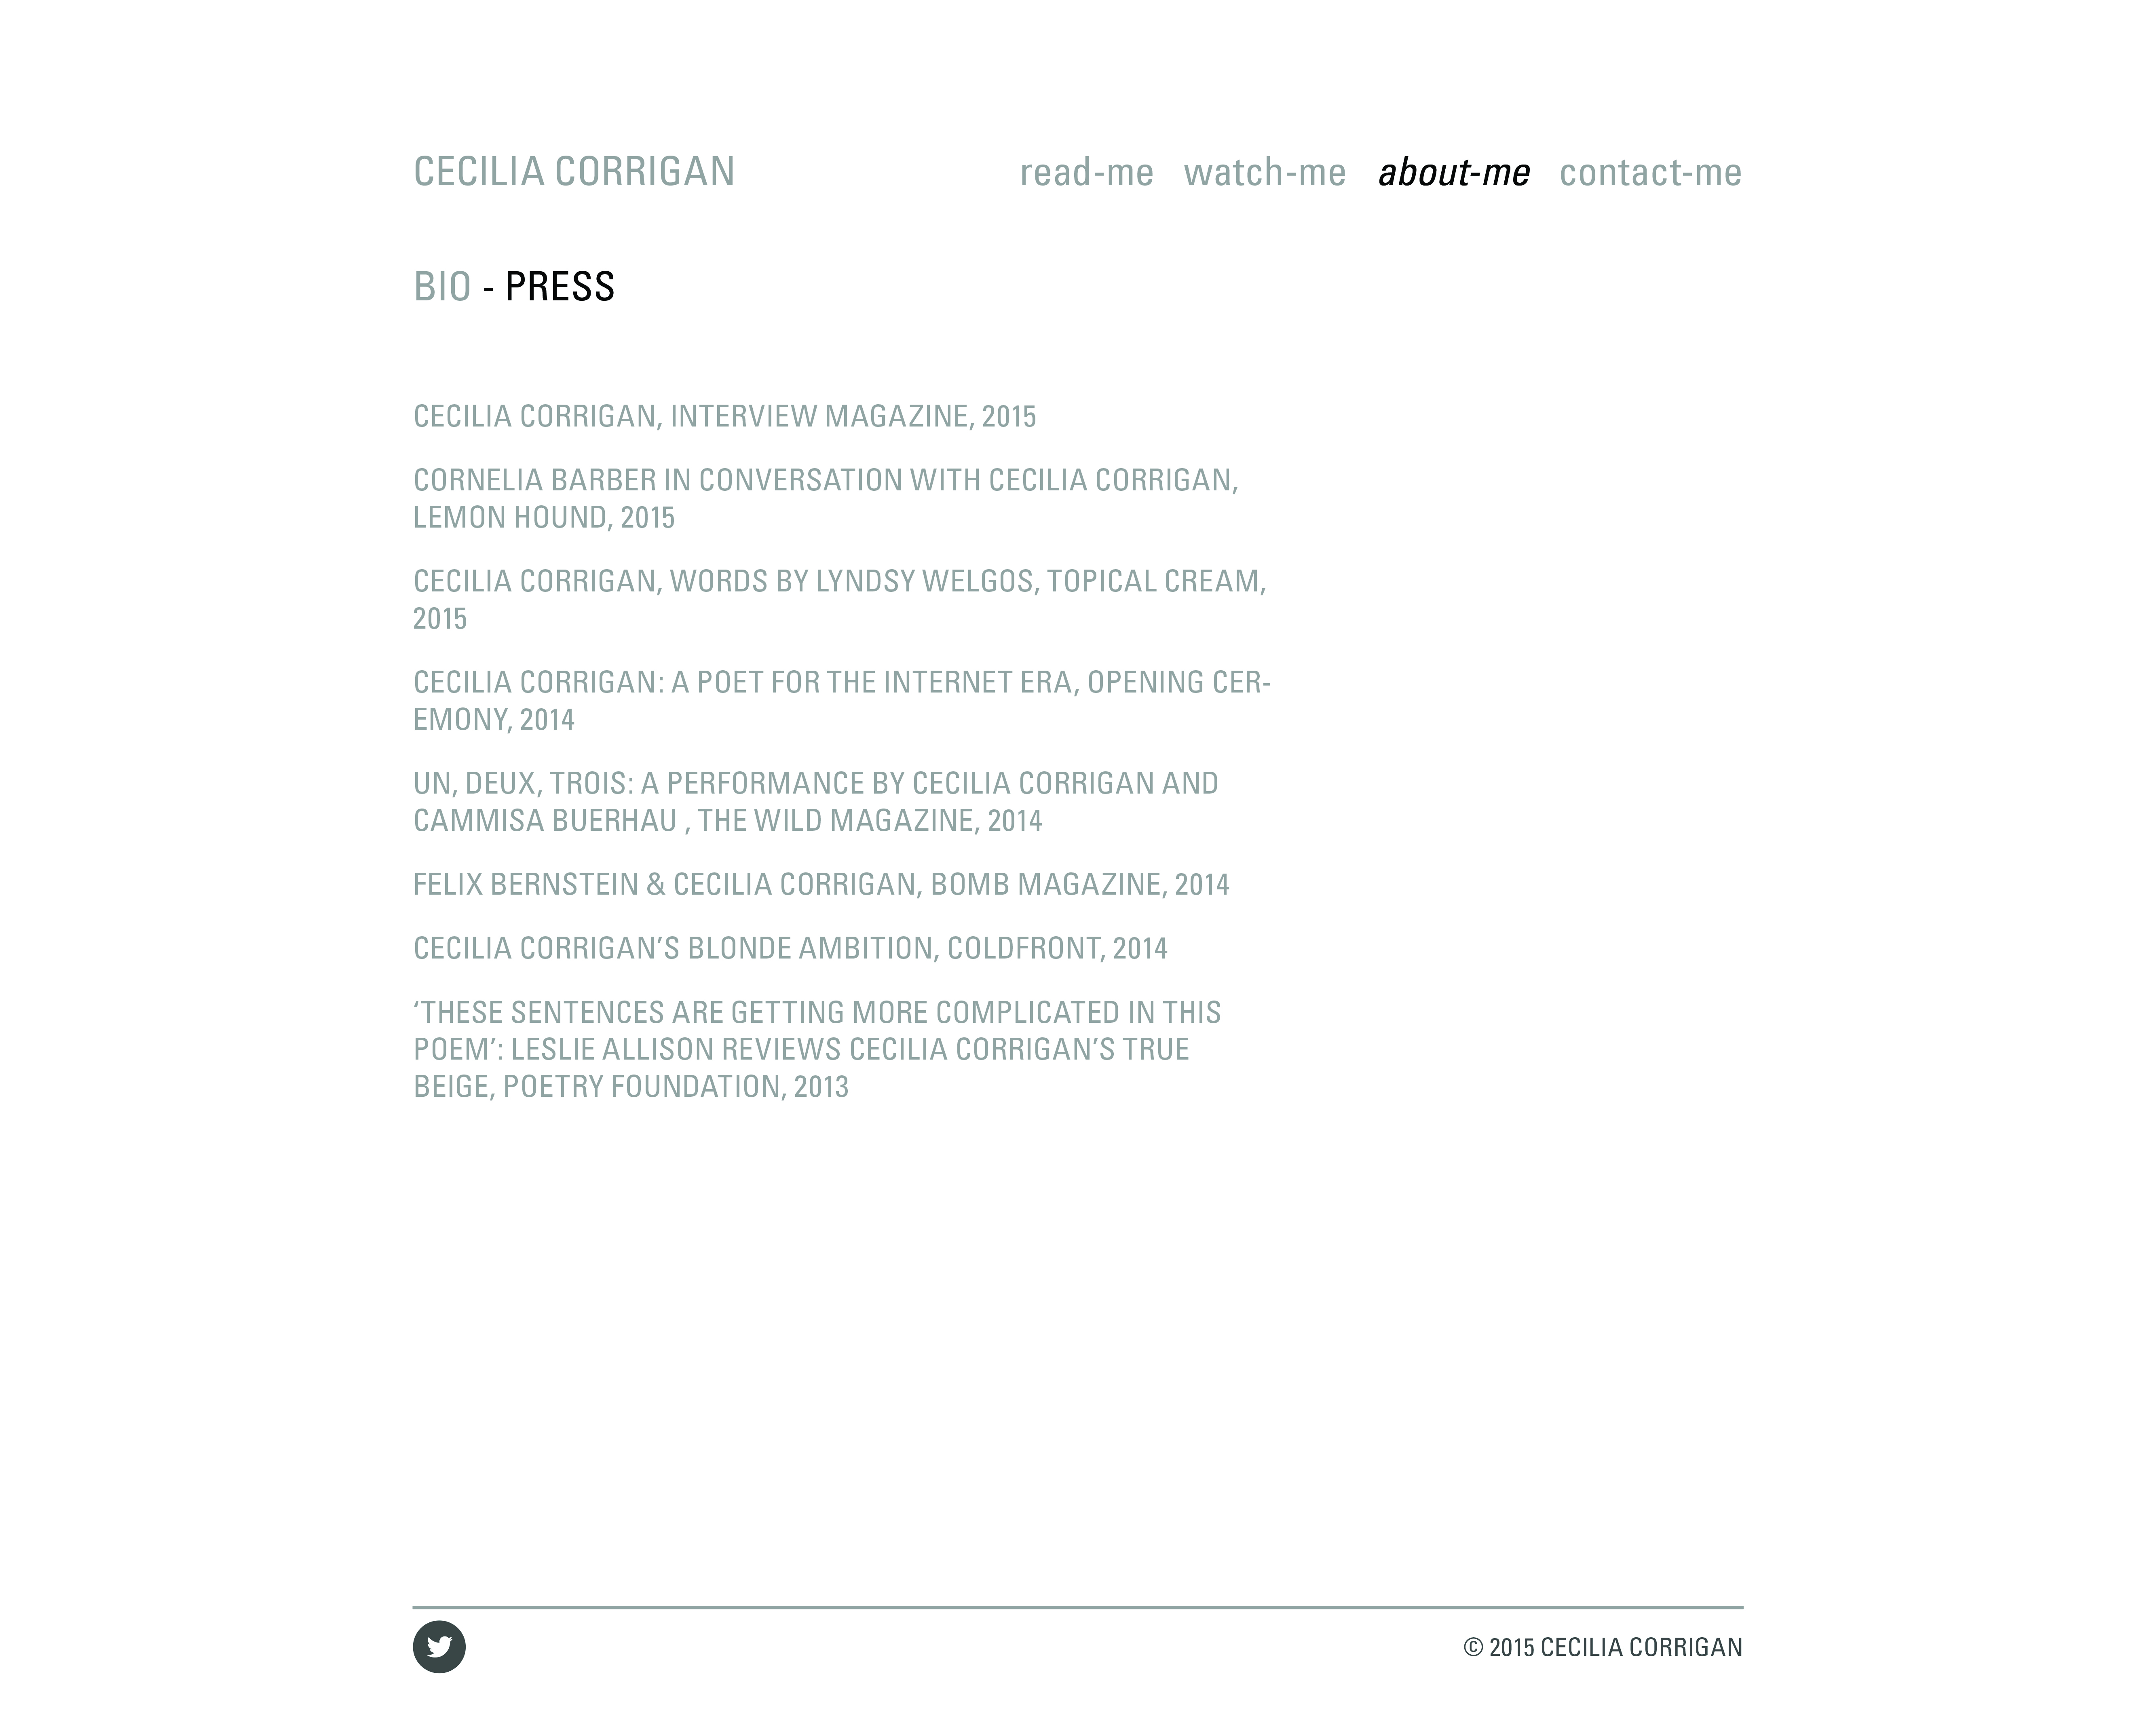 CECILIA CORRIGAN
read-me watch-me about-me contact-me
BIO - PRESS
CECILIA CORRIGAN, INTERVIEW MAGAZINE, 2015
CORNELIA BARBER IN CONVERSATION WITH CECILIA CORRIGAN,
LEMON HOUND, 2015
CECILIA CORRIGAN, WORDS BY LYNDSY WELGOS, TOPICAL CREAM,
2015
CECILIA CORRIGAN: A POET FOR THE INTERNET ERA, OPENING CER-
EMONY, 2014
UN, DEUX, TROIS: A PERFORMANCE BY CECILIA CORRIGAN AND
CAMMISA BUERHAU , THE WILD MAGAZINE, 2014
FELIX BERNSTEIN & CECILIA CORRIGAN, BOMB MAGAZINE, 2014
CECILIA CORRIGAN’S BLONDE AMBITION, COLDFRONT, 2014
‘THESE SENTENCES ARE GETTING MORE COMPLICATED IN THIS
POEM’: LESLIE ALLISON REVIEWS CECILIA CORRIGAN’S TRUE
BEIGE, POETRY FOUNDATION, 2013
© 2015 CECILIA CORRIGAN